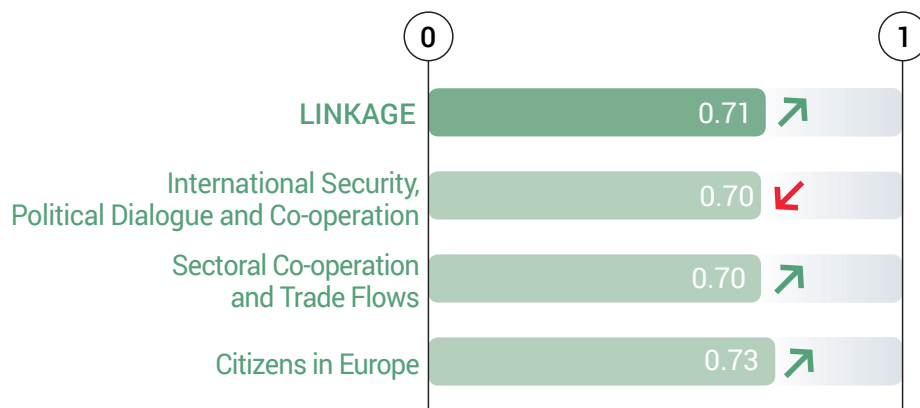 0
1
LINKAGE
0.71
International Security,
Political Dialogue and Co-operation
0.70
Sectoral Co-operation
and Trade Flows
0.70
Citizens in Europe
0.73